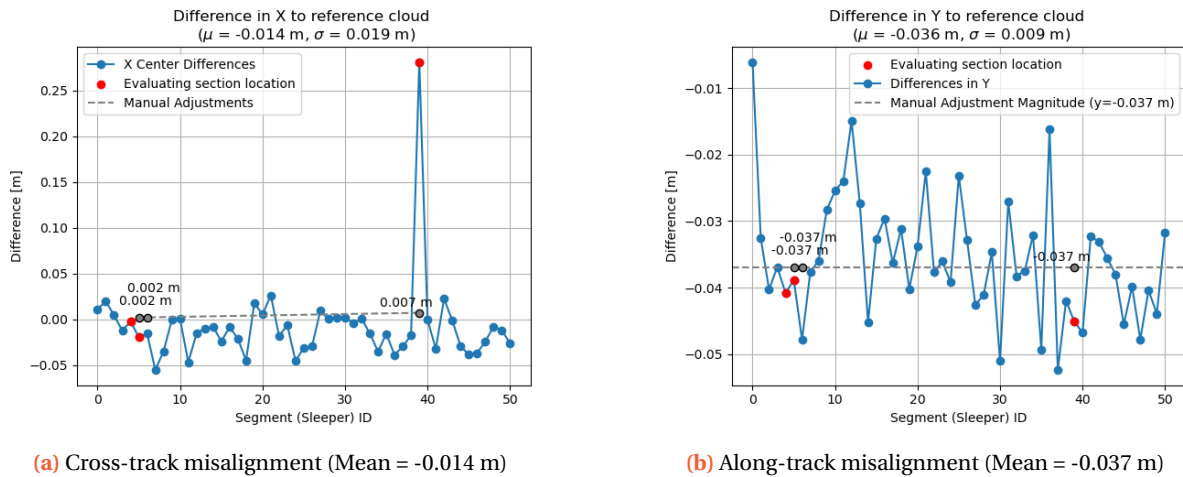 Difference in X to reference cloud
(μ = -0.014 m, σ = 0.019 m)
X Center Differences
Evaluating section location
Manual Adjustments
0.25
0.20
0.15
0.10
0.05
0.00
−0.05
Difference [m]
0.002 m
0.002 m
0.007 m
0 10 20 30 40 50
Segment (Sleeper) ID
(a) Cross-track misalignment (Mean = -0.014 m)
Difference in Y to reference cloud
(μ = -0.036 m, σ = 0.009 m)
Evaluating section location
Differences in Y
Manual Adjustment Magnitude (y=-0.037 m)
−0.01
−0.02
−0.03
−0.04
−0.05
Difference [m]
-0.037 m
-0.037 m
-0.037 m
0 10 20 30 40 50
Segment (Sleeper) ID
(b) Along-track misalignment (Mean = -0.037 m)